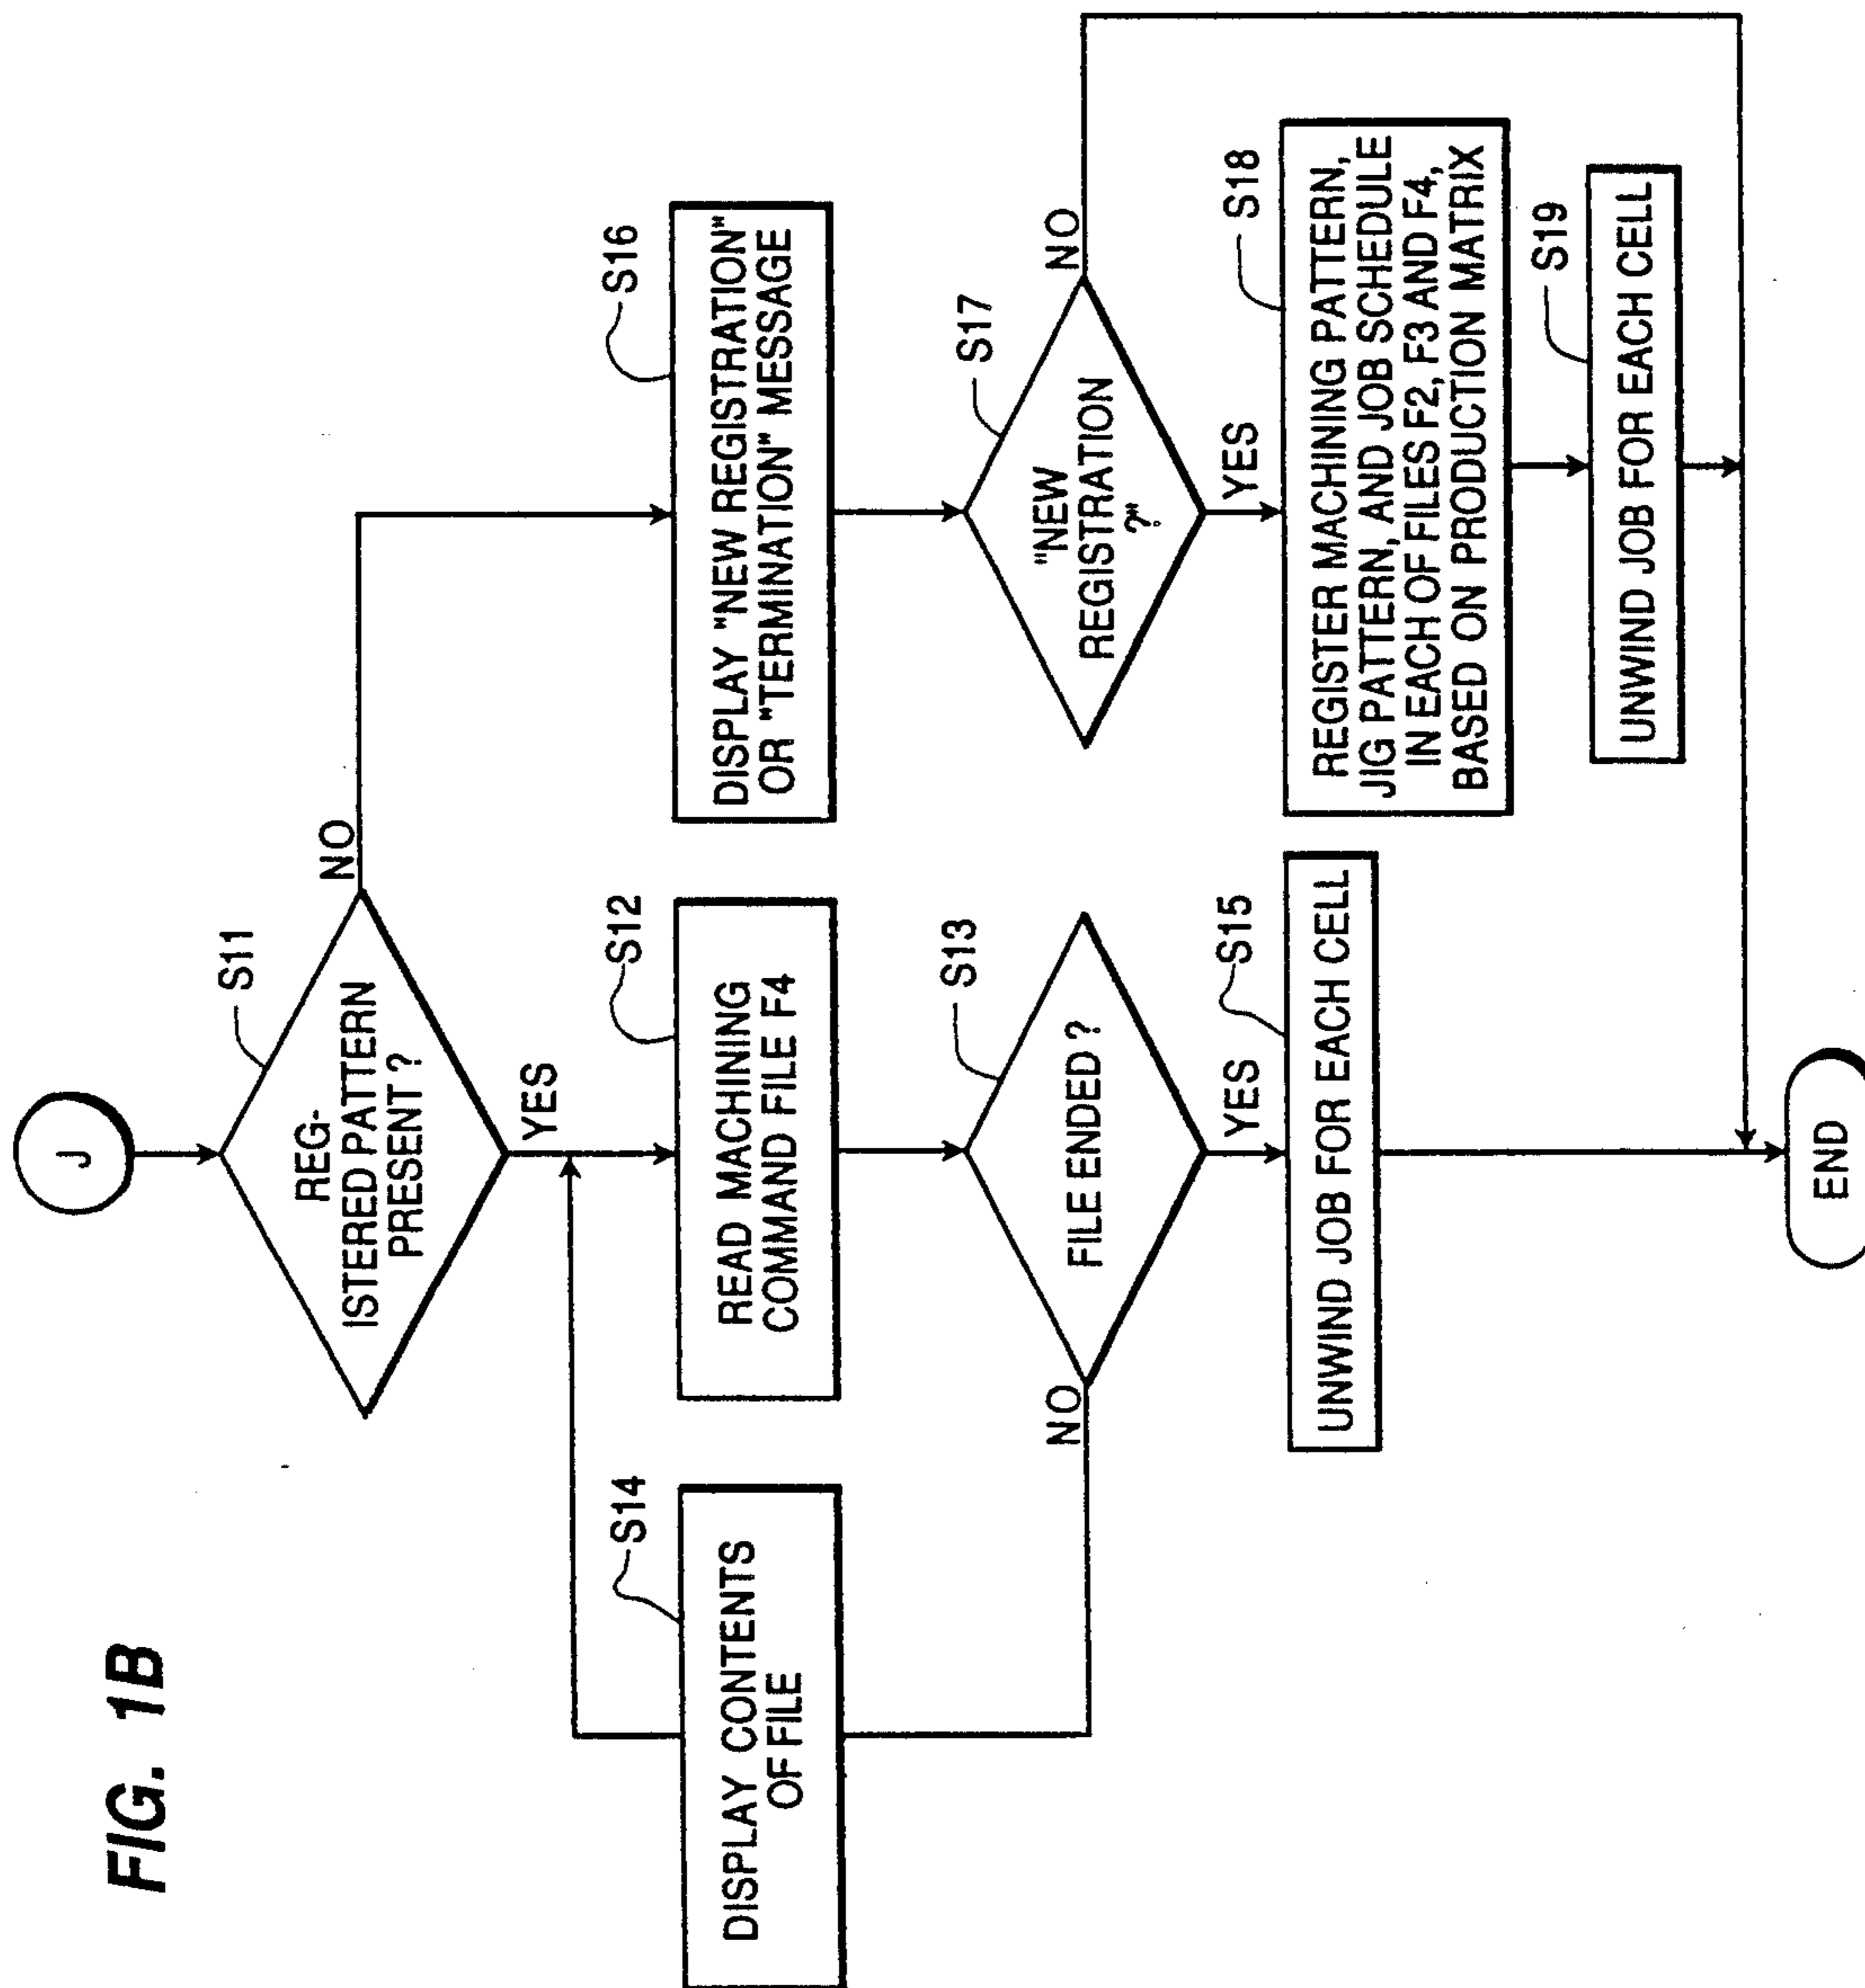 FIG. 1B
J
S11
REG-
ISTERED PATTERN
PRESENT ?
NO
YES
S14
DISPLAY CONTENTS
OF FILE
S12
READ MACHINING
COMMAND FILE F4
S16
DISPLAY "NEW REGISTRATION"
OR "TERMINATION" MESSAGE
S13
FILE ENDED ?
NO
YES
S17
"NEW
REGISTRATION
?"
NO
YES
S15
UNWIND JOB FOR EACH CELL
S18
REGISTER MACHINING PATTERN,
JIG PATTERN, AND JOB SCHEDULE
IN EACH OF FILES F2, F3 AND F4,
BASED ON PRODUCTION MATRIX
S19
UNWIND JOB FOR EACH CELL
END